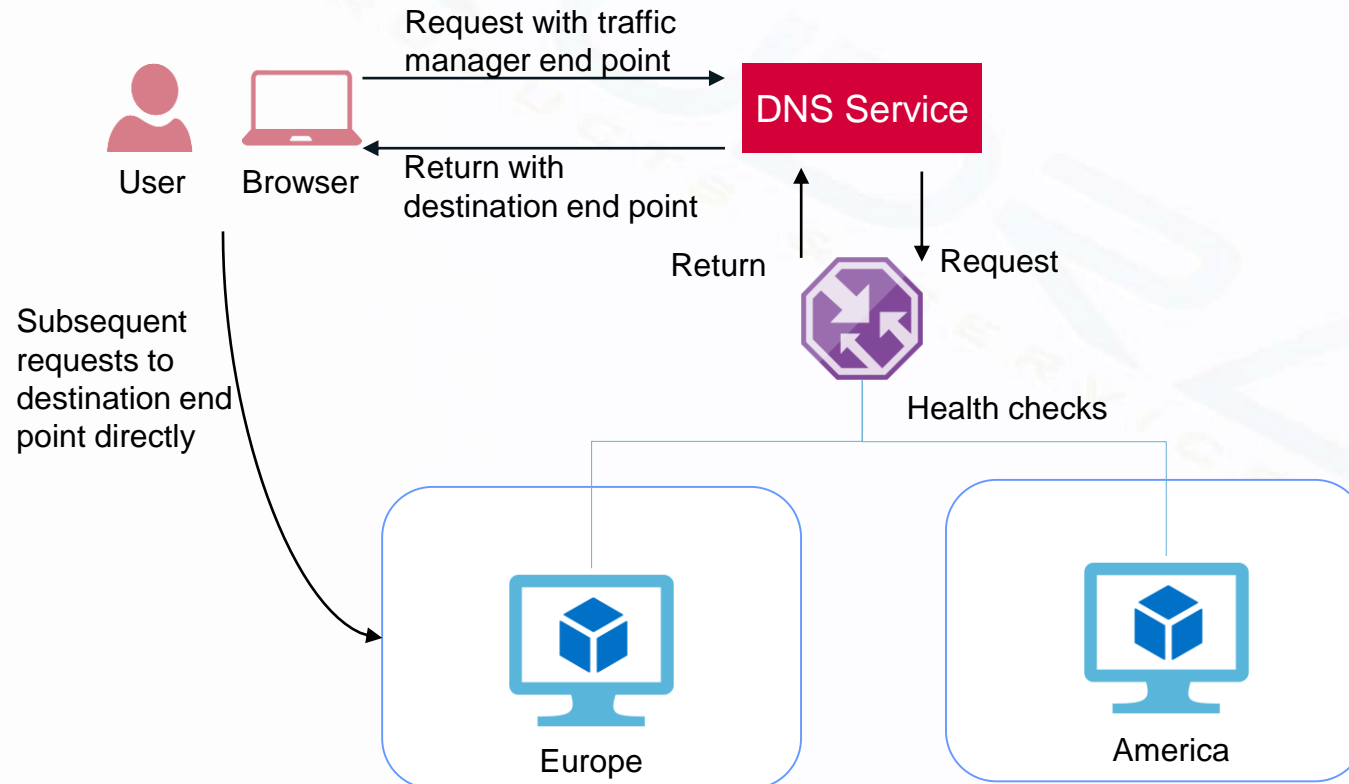 Request with traffic
manager end point
DNS Service
User
Browser
Return with
destination end point
Return
Request
Subsequent
requests to
destination end
point directly
Health checks
Europe
America